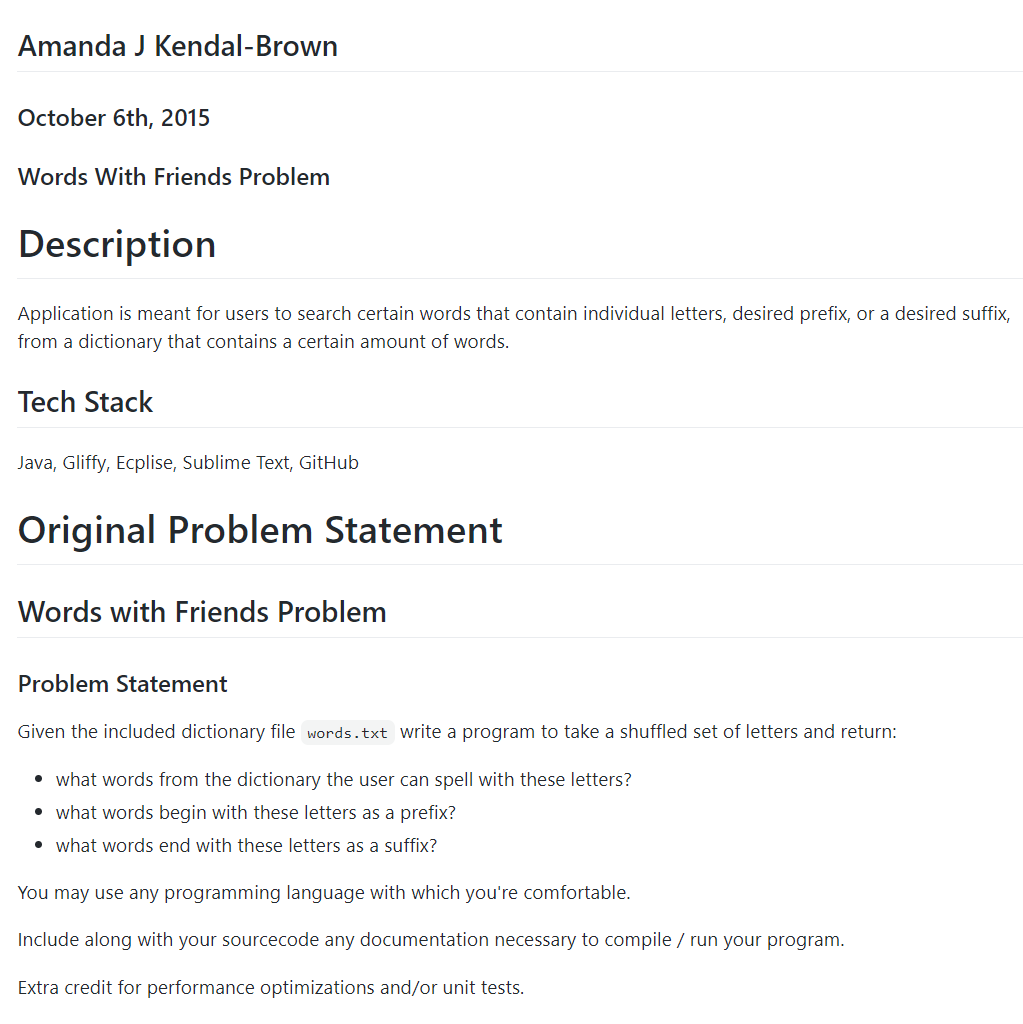 Amanda J Kendal-Brown
October 6th, 2015
Words With Friends Problem
Description
Application is meant for users to search certain words that contain individual letters, desired prefix, or a desired suffix,
from a dictionary that contains a certain amount of words.
Tech Stack
Java, Gliffy, Ecplise, Sublime Text, GitHub
Original Problem Statement
Words with Friends Problem
Problem Statement
Given the included dictionary file words.txt write a program to take a shuffled set of letters and return:
• what words from the dictionary the user can spell with these letters?
• what words begin with these letters as a prefix?
• what words end with these letters as a suffix?
You may use any programming language with which you're comfortable.
Include along with your sourcecode any documentation necessary to compile / run your program.
Extra credit for performance optimizations and/or unit tests.